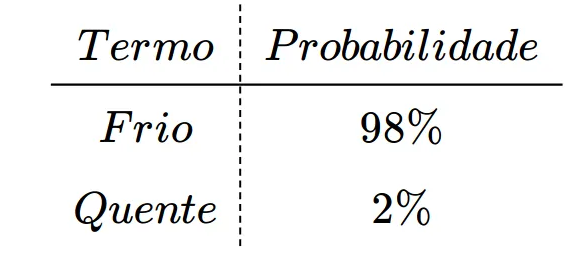 Termo Probabilidade
Frio 98%
Quente 2%